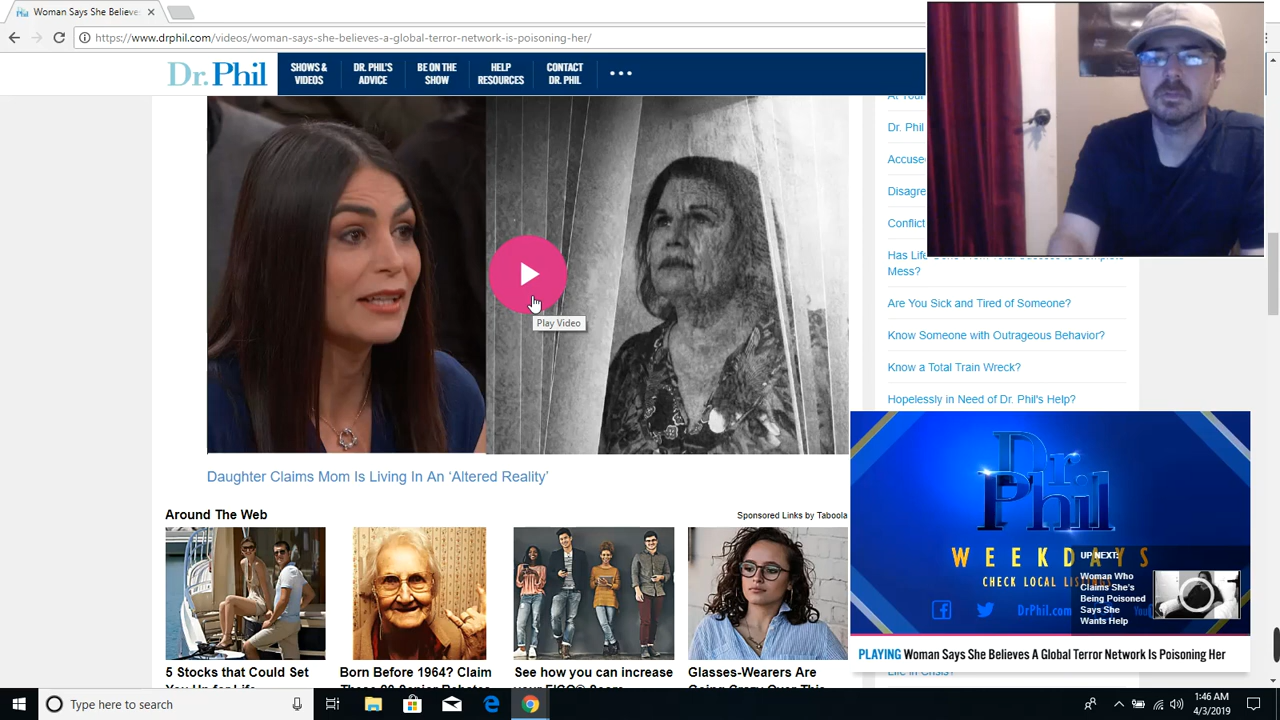 Woman Says She Believe
https://www.drphil.com/videos/woman-says-she-believes-a-global-terror-network-is-poisoning-her/
Dr. Phil
SHOWS &
VIDEOS
DR. PHIL'S
ADVICE
BE ON THE
SHOW
HELP
RESOURCES
CONTACT
DR. PHIL
Dr. Phil
Accuse
Disagre
Conflict
Has Life
Mess?
Are You Sick and Tired of Someone?
Know Someone with Outrageous Behavior?
Know a Total Train Wreck?
Hopelessly in Need of Dr. Phil's Help?
Play Video
Daughter Claims Mom Is Living In An ‘Altered Reality’
Around The Web
Sponsored Links by Taboola
5 Stocks that Could Set
Born Before 1964? Claim
See how you can increase
Glasses-Wearers Are
Dr.
Phil
WEEKDAYS
CHECK LOCAL
DrPhil.com
UP NEXT:
Woman Who
Claims She's
Being Poisoned
Says She
Wants Help
PLAYING Woman Says She Believes A Global Terror Network Is Poisoning Her
Type here to search
1:46 AM
4/3/2019